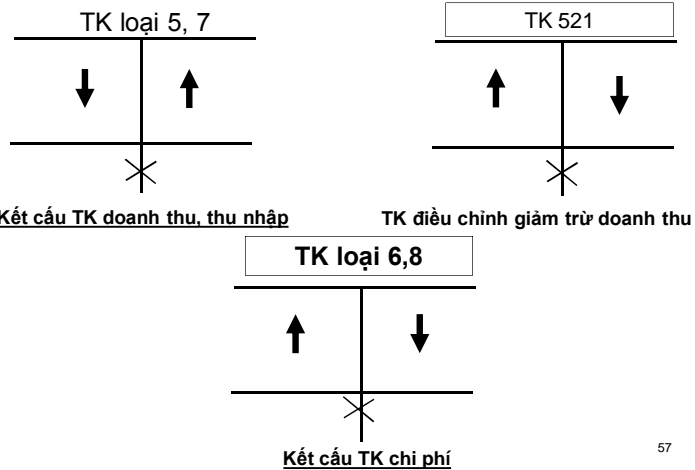 TK loại 5, 7
TK 521
Kết cấu TK doanh thu, thu nhập
TK điều chỉnh giảm trừ doanh thu
TK loại 6,8
Kết cấu TK chi phí
57